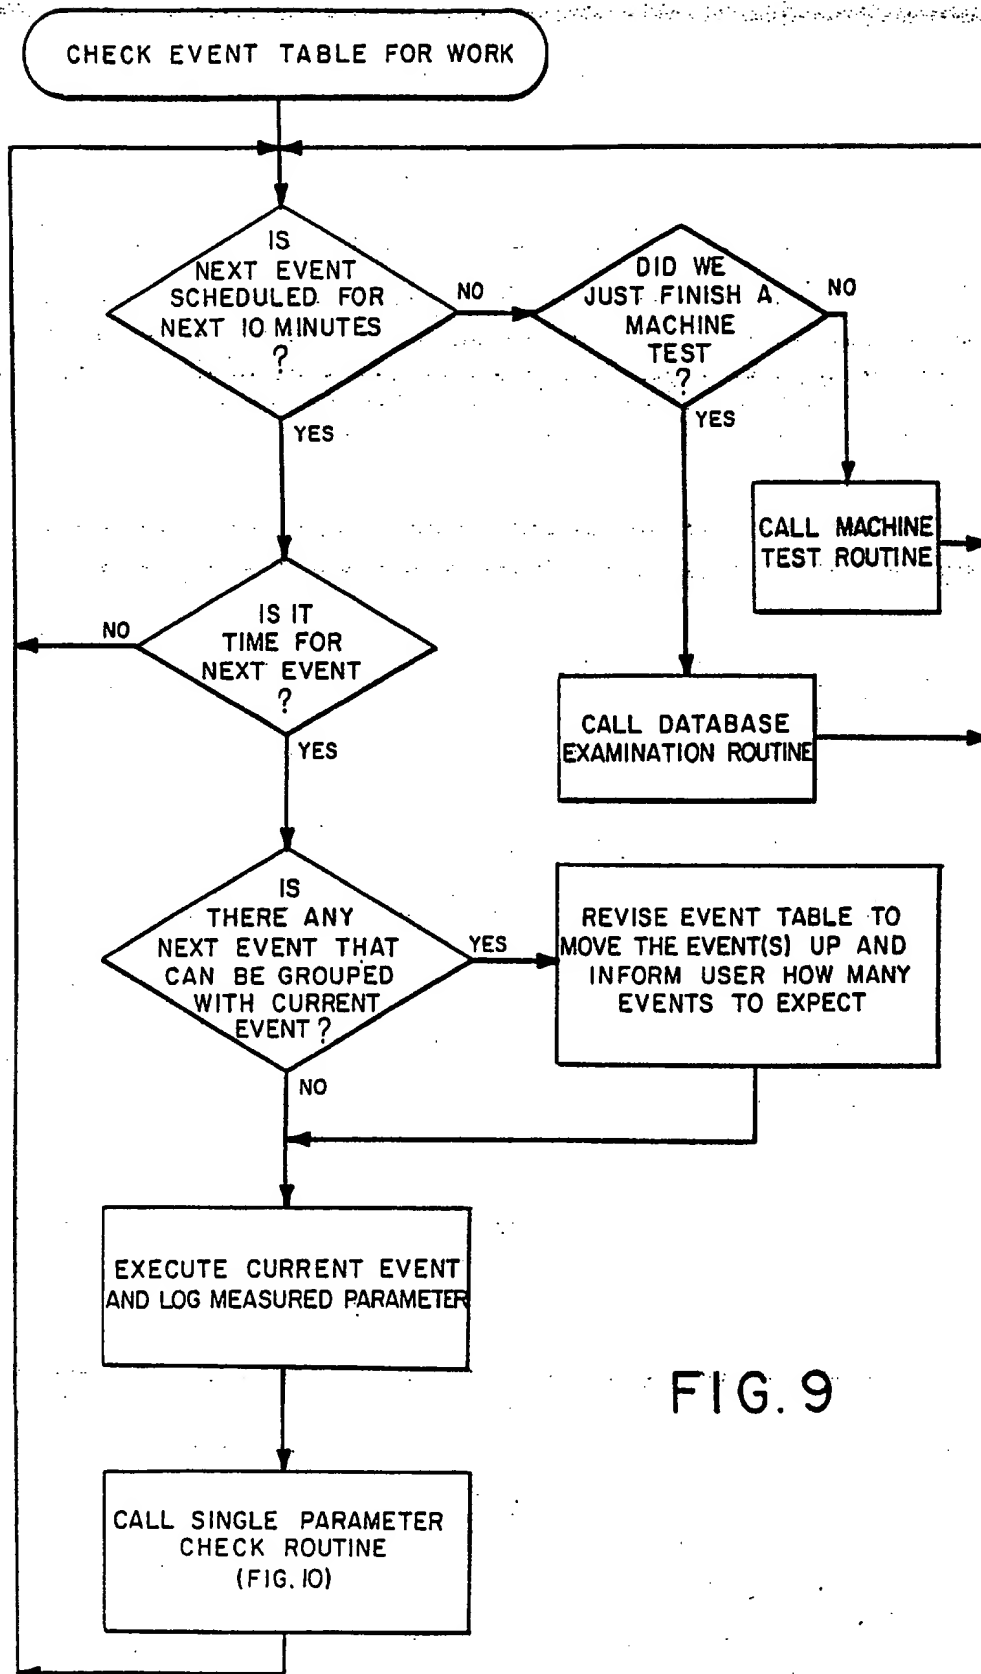 CHECK EVENT TABLE FOR WORK
IS
NEXT EVENT
SCHEDULED FOR
NEXT 10 MINUTES
?
NO
YES
DID WE
JUST FINISH A
MACHINE
TEST
?
NO
YES
CALL MACHINE
TEST ROUTINE
CALL DATABASE
EXAMINATION ROUTINE
IS IT
TIME FOR
NEXT EVENT
?
NO
YES
IS
THERE ANY
NEXT EVENT THAT
CAN BE GROUPED
WITH CURRENT
EVENT?
YES
NO
REVISE EVENT TABLE TO
MOVE THE EVENT(S) UP AND
INFORM USER HOW MANY
EVENTS TO EXPECT
EXECUTE CURRENT EVENT
AND LOG MEASURED PARAMETER
CALL SINGLE PARAMETER
CHECK ROUTINE
(FIG. 10)
FIG. 9